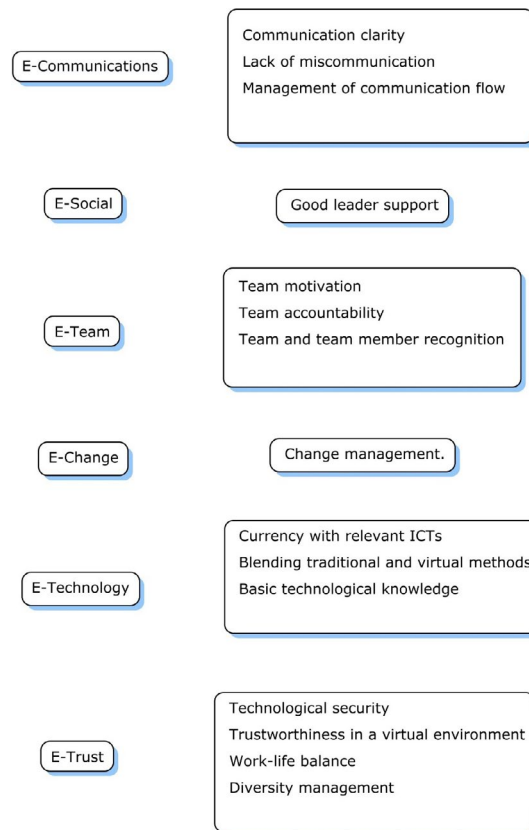 E-Communications
Communication clarity
Lack of miscommunication
Management of communication flow
E-Social
Good leader support
E-Team
Team motivation
Team accountability
Team and team member recognition
E-Change
Change management.
E-Technology
Currency with relevant ICTs
Blending traditional and virtual methods
Basic technological knowledge
E-Trust
Technological security
Trustworthiness in a virtual environment
Work-life balance
Diversity management